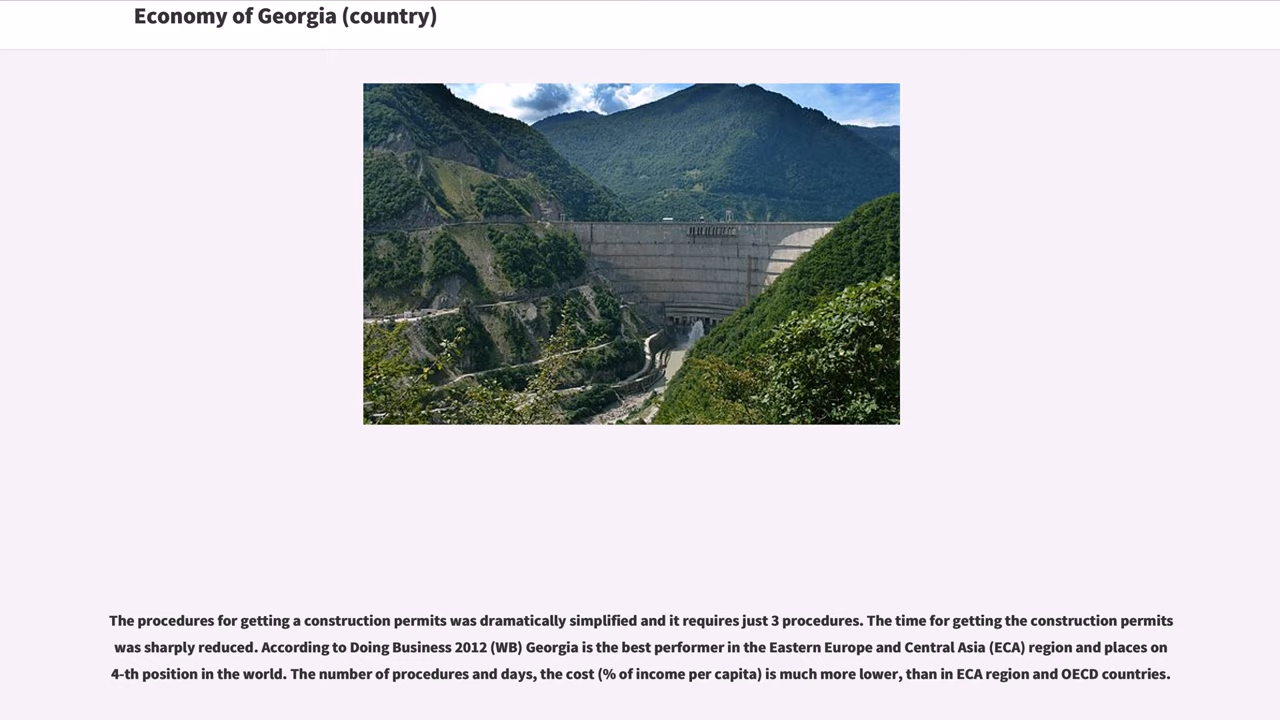 Economy of Georgia (country)
The procedures for getting a construction permits was dramatically simplified and it requires just 3 procedures. The time for getting the construction permits
was sharply reduced. According to Doing Business 2012 (WB) Georgia is the best performer in the Eastern Europe and Central Asia (ECA) region and places on
4-th position in the world. The number of procedures and days, the cost (% of income per capita) is much more lower, than in ECA region and OECD countries.